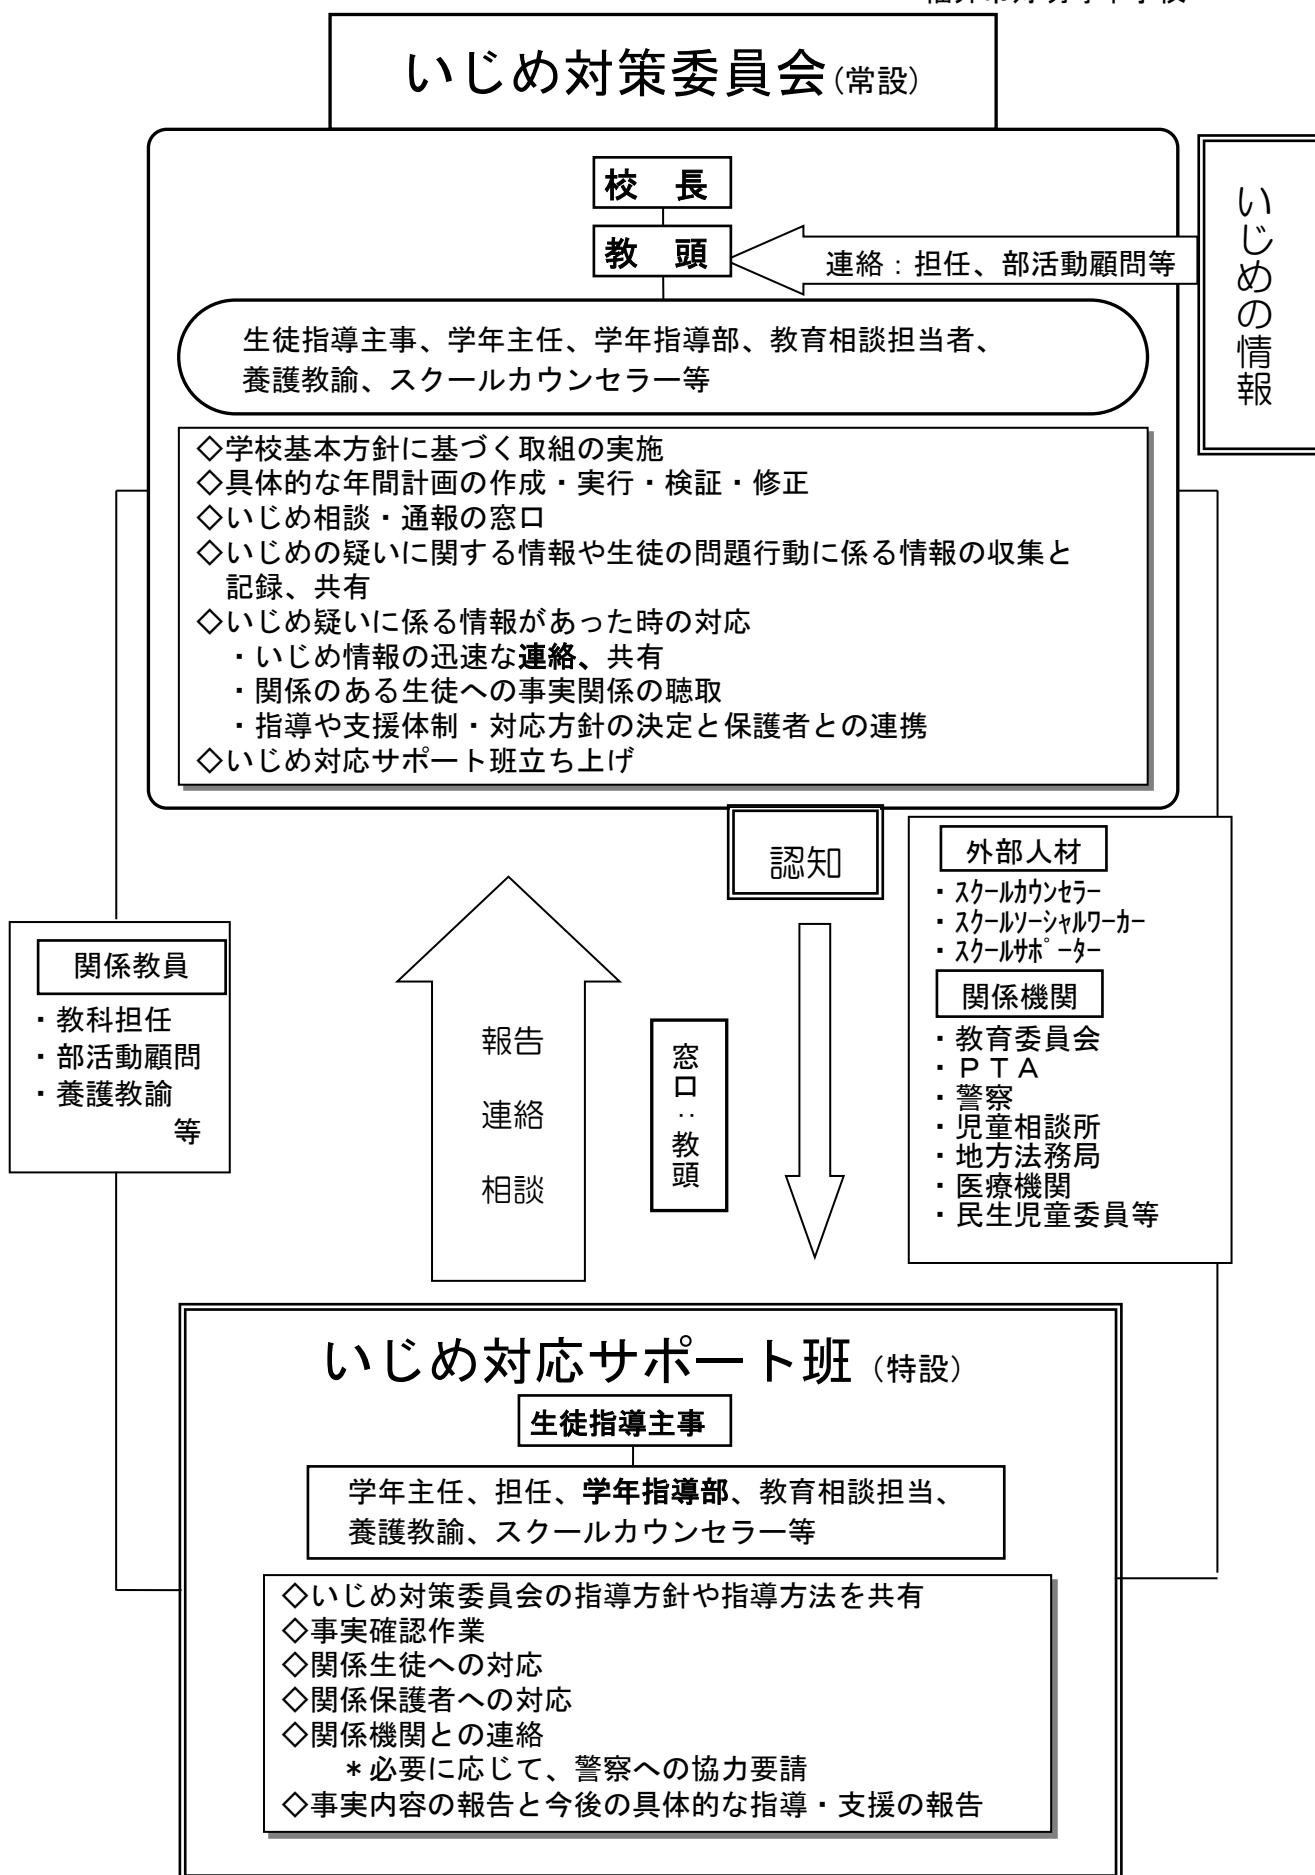 いじめ対策委員会(常設)
校 長
教 頭
連絡：担任、部活動顧問等
いじめの情報
生徒指導主事、学年主任、学年指導部、教育相談担当者、
養護教諭、スクールカウンセラー等
◇学校基本方針に基づく取組の実施
◇具体的な年間計画の作成・実行・検証・修正
◇いじめ相談・通報の窓口
◇いじめの疑いに関する情報や生徒の問題行動に係る情報の収集と
記録、共有
◇いじめ疑いに係る情報があった時の対応
・いじめ情報の迅速な連絡、共有
・関係のある生徒への事実関係の聴取
・指導や支援体制・対応方針の決定と保護者との連携
◇いじめ対応サポート班立ち上げ
認知
外部人材
・スクールカウンセラー
・スクールソーシャルワーカー
・スクールサポーター
関係機関
・教育委員会
・ＰＴＡ
・警察
・児童相談所
・地方法務局
・医療機関
・民生児童委員等
関係教員
・教科担任
・部活動顧問
・養護教諭
等
報告
連絡
相談
窓口：教頭
いじめ対応サポート班（特設）
生徒指導主事
学年主任、担任、学年指導部、教育相談担当、
養護教諭、スクールカウンセラー等
◇いじめ対策委員会の指導方針や指導方法を共有
◇事実確認作業
◇関係生徒への対応
◇関係保護者への対応
◇関係機関との連絡
＊必要に応じて、警察への協力要請
◇事実内容の報告と今後の具体的な指導・支援の報告